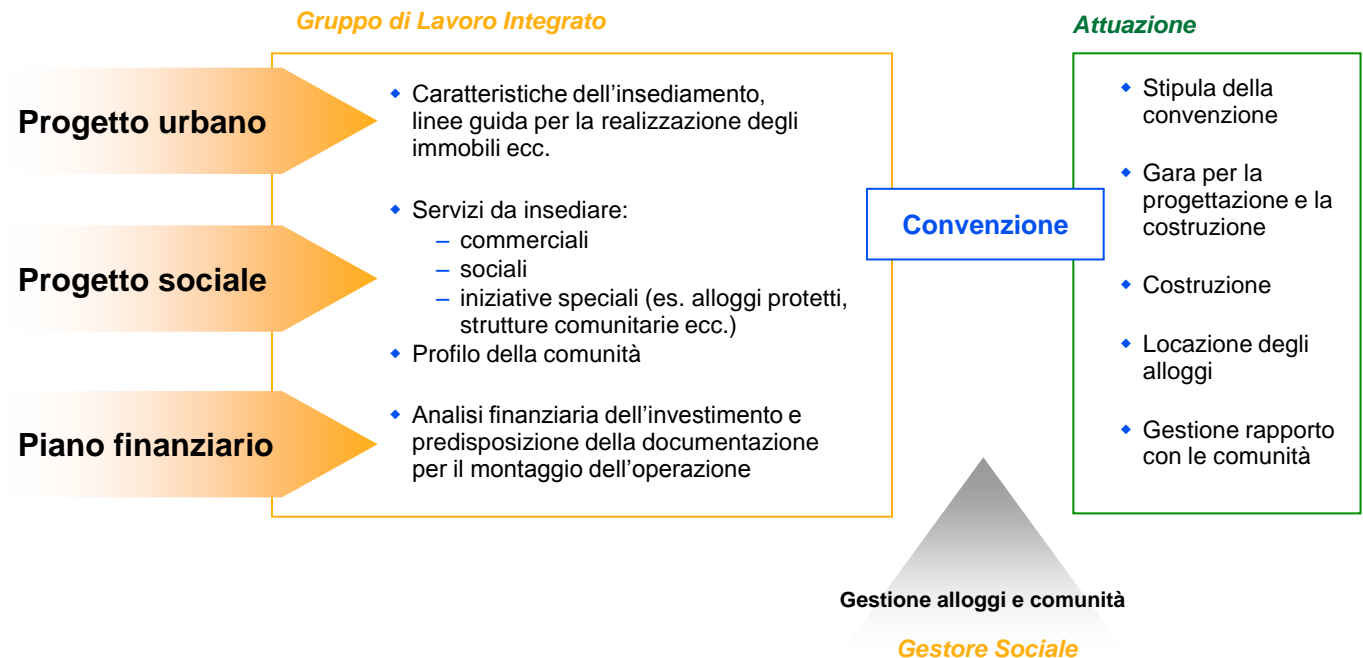 Gruppo di Lavoro Integrato
Progetto urbano
Caratteristiche dell’insediamento,
linee guida per la realizzazione degli
immobili ecc.
Progetto sociale
Servizi da insediare:
– commerciali
– sociali
– iniziative speciali (es. alloggi protetti,
strutture comunitarie ecc.)
Profilo della comunità
Piano finanziario
Analisi finanziaria dell’investimento e
predisposizione della documentazione
per il montaggio dell’operazione
Convenzione
Attuazione
Stipula della
convenzione
Gara per la
progettazione e la
costruzione
Costruzione
Locazione degli
alloggi
Gestione rapporto
con le comunità
Gestione alloggi e comunità
Gestore Sociale